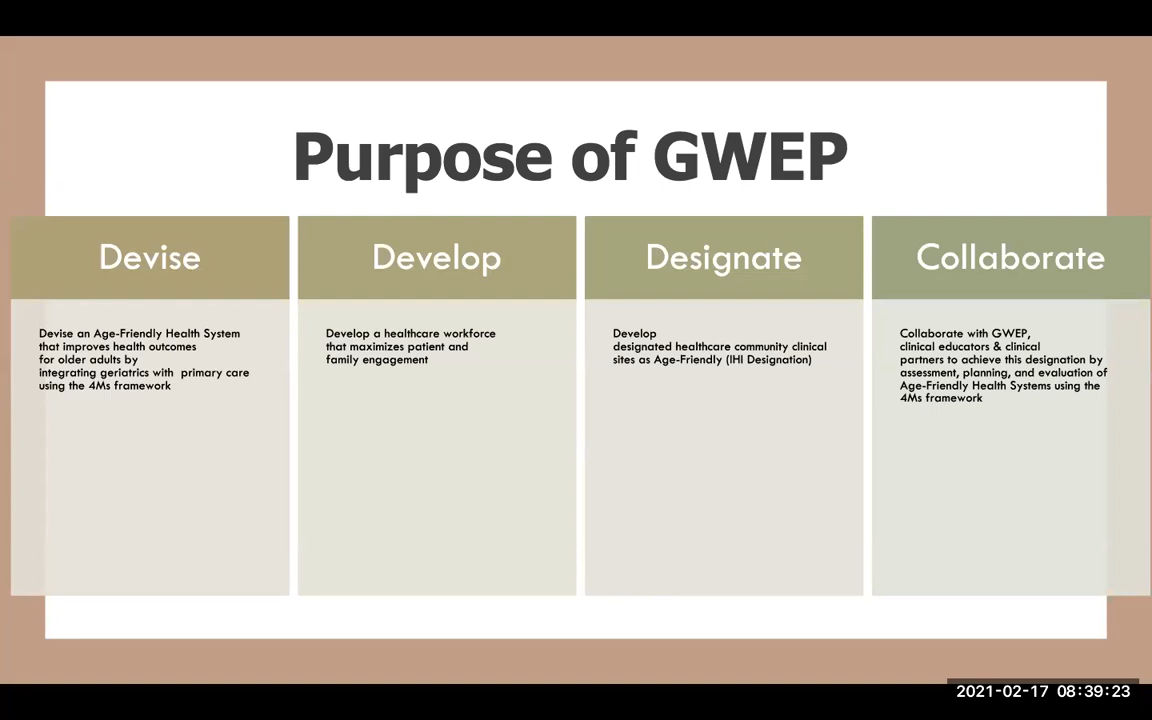 Purpose of GWEP
Devise
Devise an Age-Friendly Health System
that improves health outcomes
for older adults by
integrating geriatrics with  primary care
using the 4Ms framework
Develop
Develop a healthcare workforce
that maximizes patient and
family engagement
Designate
Develop
designated healthcare community clinical
sites as Age-Friendly (IHI Designation)
Collaborate
Collaborate with GWEP,
clinical educators & clinical
partners to achieve this designation by
assessment, planning, and evaluation of
Age-Friendly Health Systems using the
4Ms framework
2021-02-17 08:39:23